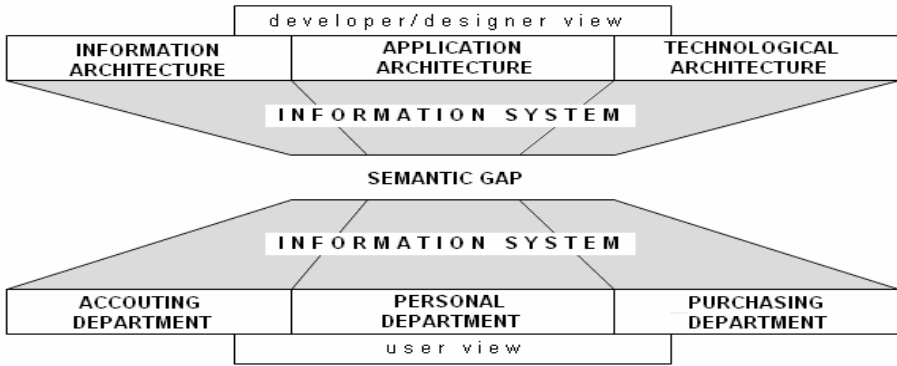 developer/designer view
INFORMATION
ARCHITECTURE
APPLICATION
ARCHITECTURE
TECHNOLOGICAL
ARCHITECTURE
INFORMATION SYSTEM
SEMANTIC GAP
INFORMATION SYSTEM
ACCOUTING
DEPARTMENT
PERSONAL
DEPARTMENT
PURCHASING
DEPARTMENT
user view